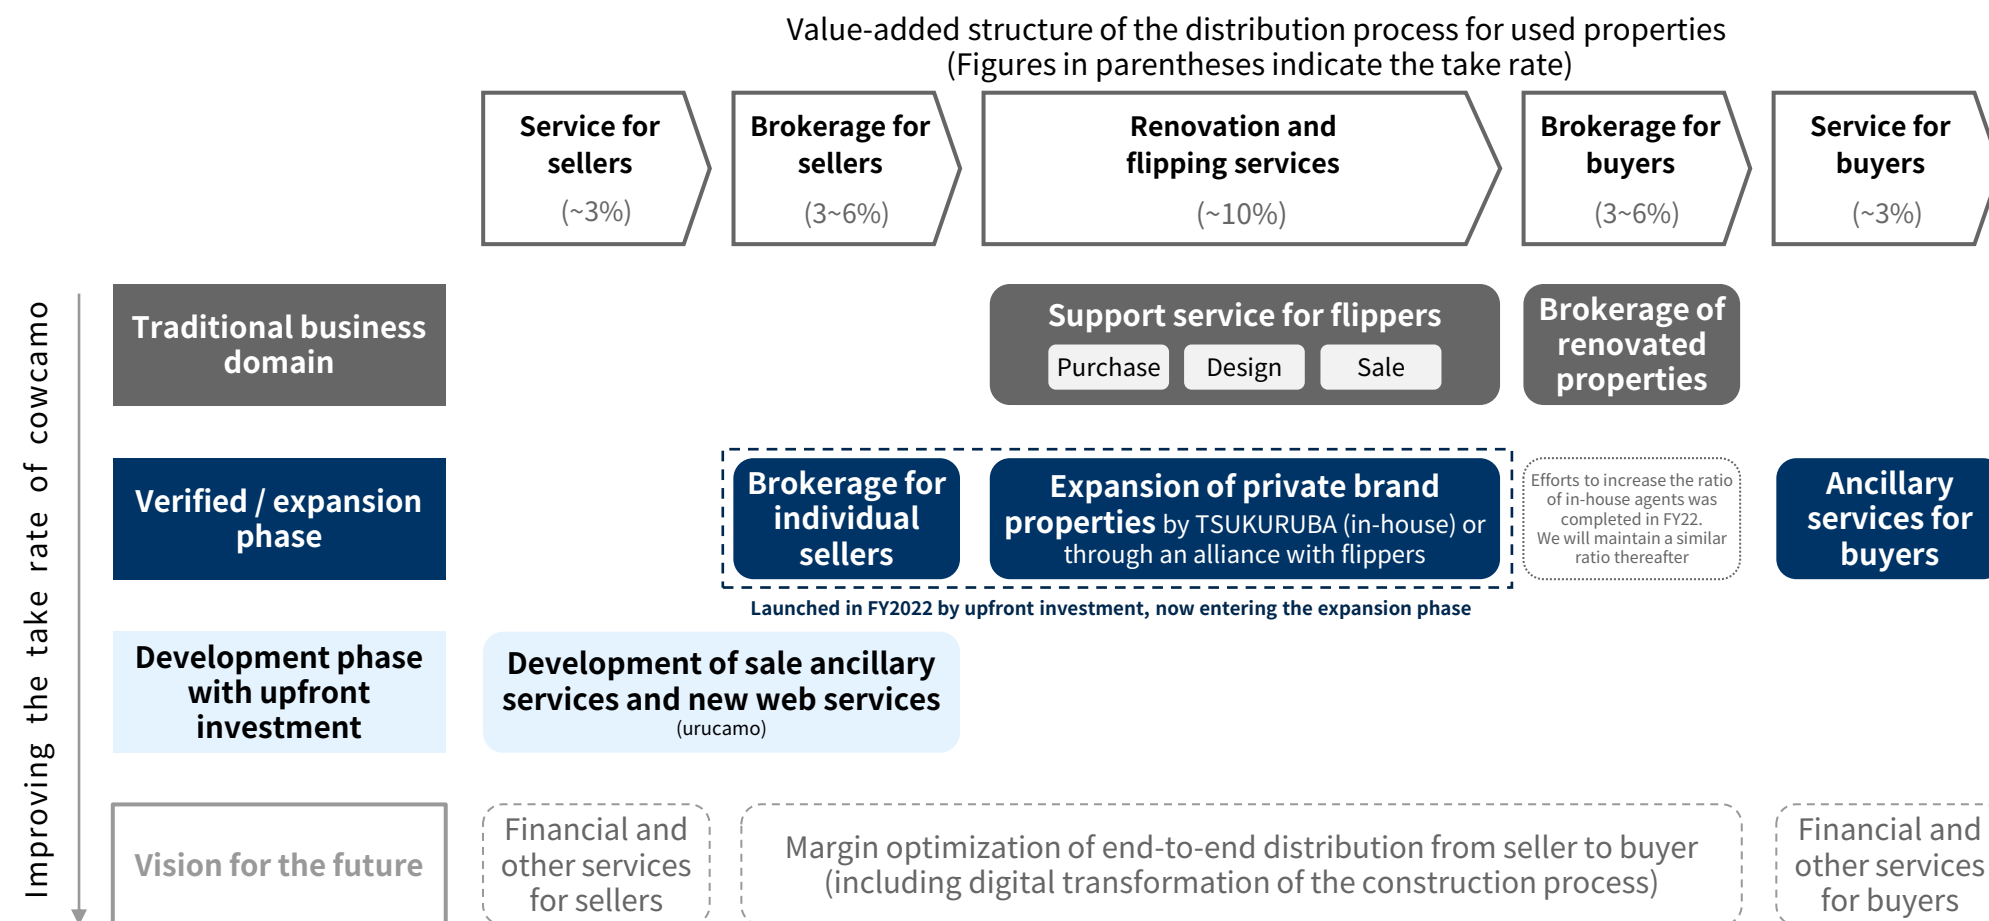 Value-added structure of the distribution process for used properties
(Figures in parentheses indicate the take rate)
Service for
sellers
(~3%)
Brokerage for
sellers
(3~6%)
Renovation and
flipping services
(~10%)
Brokerage for
buyers
(3~6%)
Service for
buyers
(~3%)
Improving the take rate of cowcamo
Traditional business
domain
Support service for flippers
Purchase
Design
Sale
Brokerage of
renovated
properties
Verified / expansion
phase
Brokerage for
individual
sellers
Expansion of private brand
properties by TSUKURUBA (in-house) or
through an alliance with flippers
Efforts to increase the ratio
of in-house agents was
completed in FY22.
We will maintain a similar
ratio thereafter
Ancillary
services for
buyers
Launched in FY2022 by upfront investment, now entering the expansion phase
Development phase
with upfront
investment
Development of sale ancillary
services and new web services
(urucamo)
Vision for the future
Financial and
other services
for sellers
Margin optimization of end-to-end distribution from seller to buyer
(including digital transformation of the construction process)
Financial and
other services
for buyers